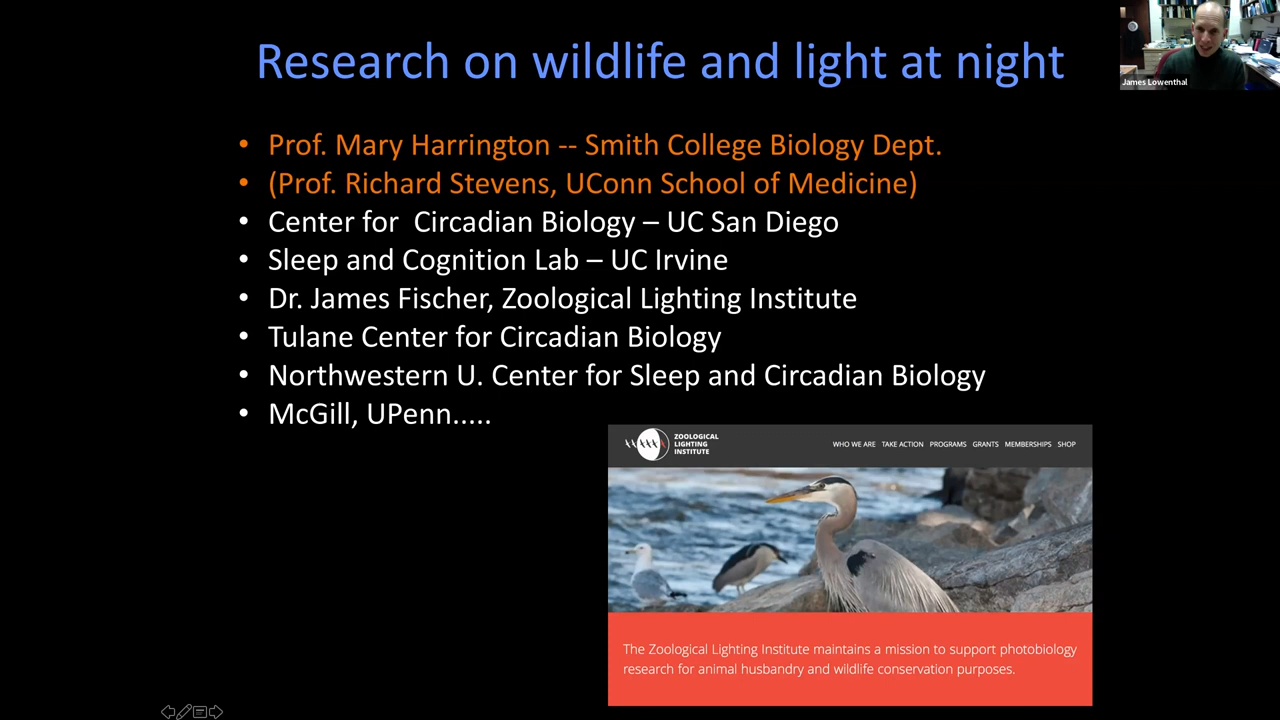 Research on wildlife and light at night
James Lowenthal
• Prof. Mary Harrington -- Smith College Biology Dept.
• (Prof. Richard Stevens, UConn School of Medicine)
• Center for Circadian Biology – UC San Diego
• Sleep and Cognition Lab – UC Irvine
• Dr. James Fischer, Zoological Lighting Institute
• Tulane Center for Circadian Biology
• Northwestern U. Center for Sleep and Circadian Biology
• McGill, UPenn.....
ZOOLOGICAL
LIGHTING
INSTITUTE
WHO WE ARE TAKE ACTION PROGRAMS GRANTS MEMBERSHIPS SHOP
The Zoological Lighting Institute maintains a mission to support photobiology
research for animal husbandry and wildlife conservation purposes.